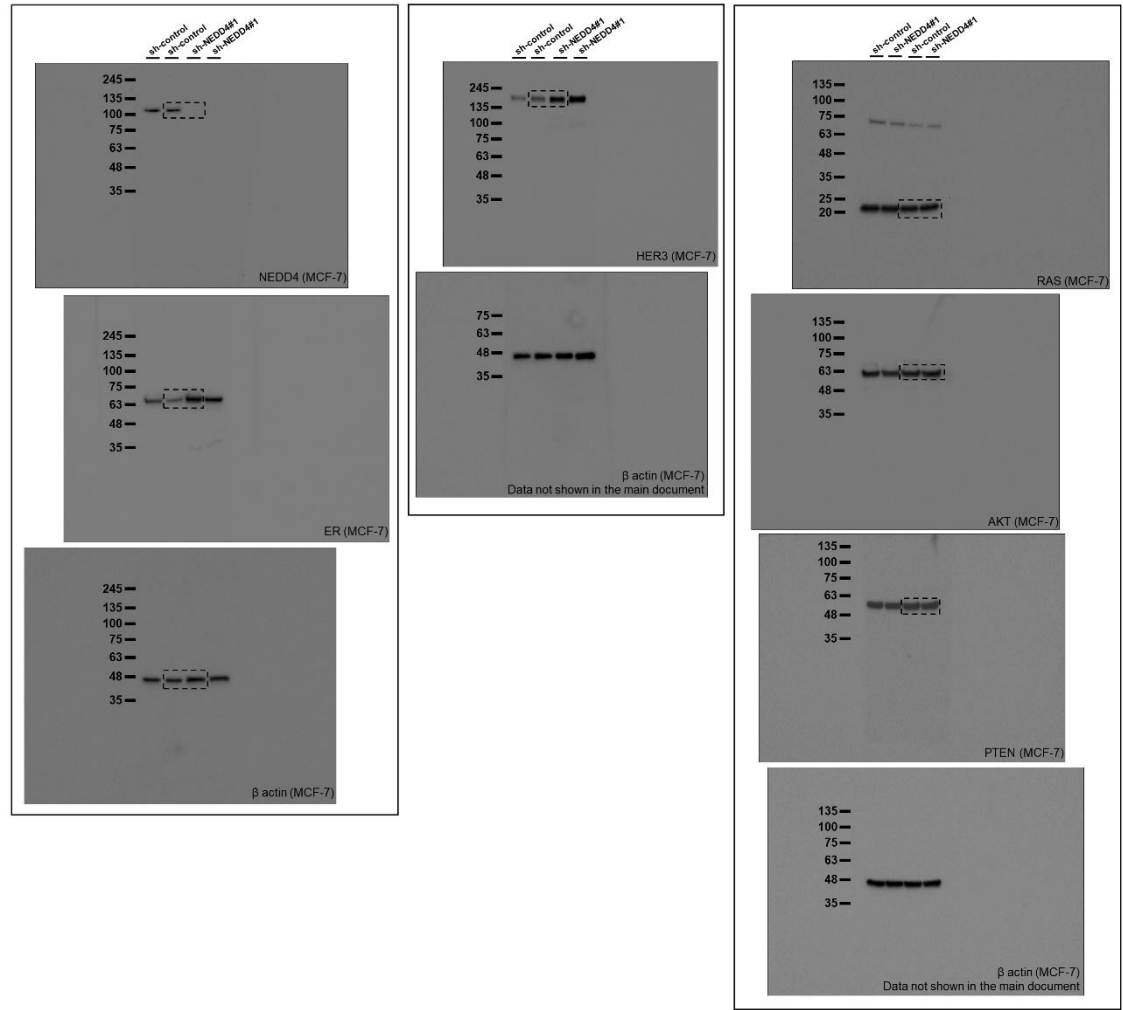 sh-control
sh-control
sh-NEDD4#1
sh-NEDD4#1
245
135
100
75
63
48
35
NEDD4 (MCF-7)
245
135
100
75
63
48
35
ER (MCF-7)
245
135
100
75
63
48
35
β actin (MCF-7)
sh-control
sh-control
sh-NEDD4#1
sh-NEDD4#1
245
135
100
75
63
48
35
HER3 (MCF-7)
75
63
48
35
β actin (MCF-7)
Data not shown in the main document
sh-control
sh-NEDD4#1
sh-control
sh-NEDD4#1
135
100
75
63
48
35
25
20
RAS (MCF-7)
135
100
75
63
48
35
AKT (MCF-7)
135
100
75
63
48
35
PTEN (MCF-7)
135
100
75
63
48
35
β actin (MCF-7)
Data not shown in the main document